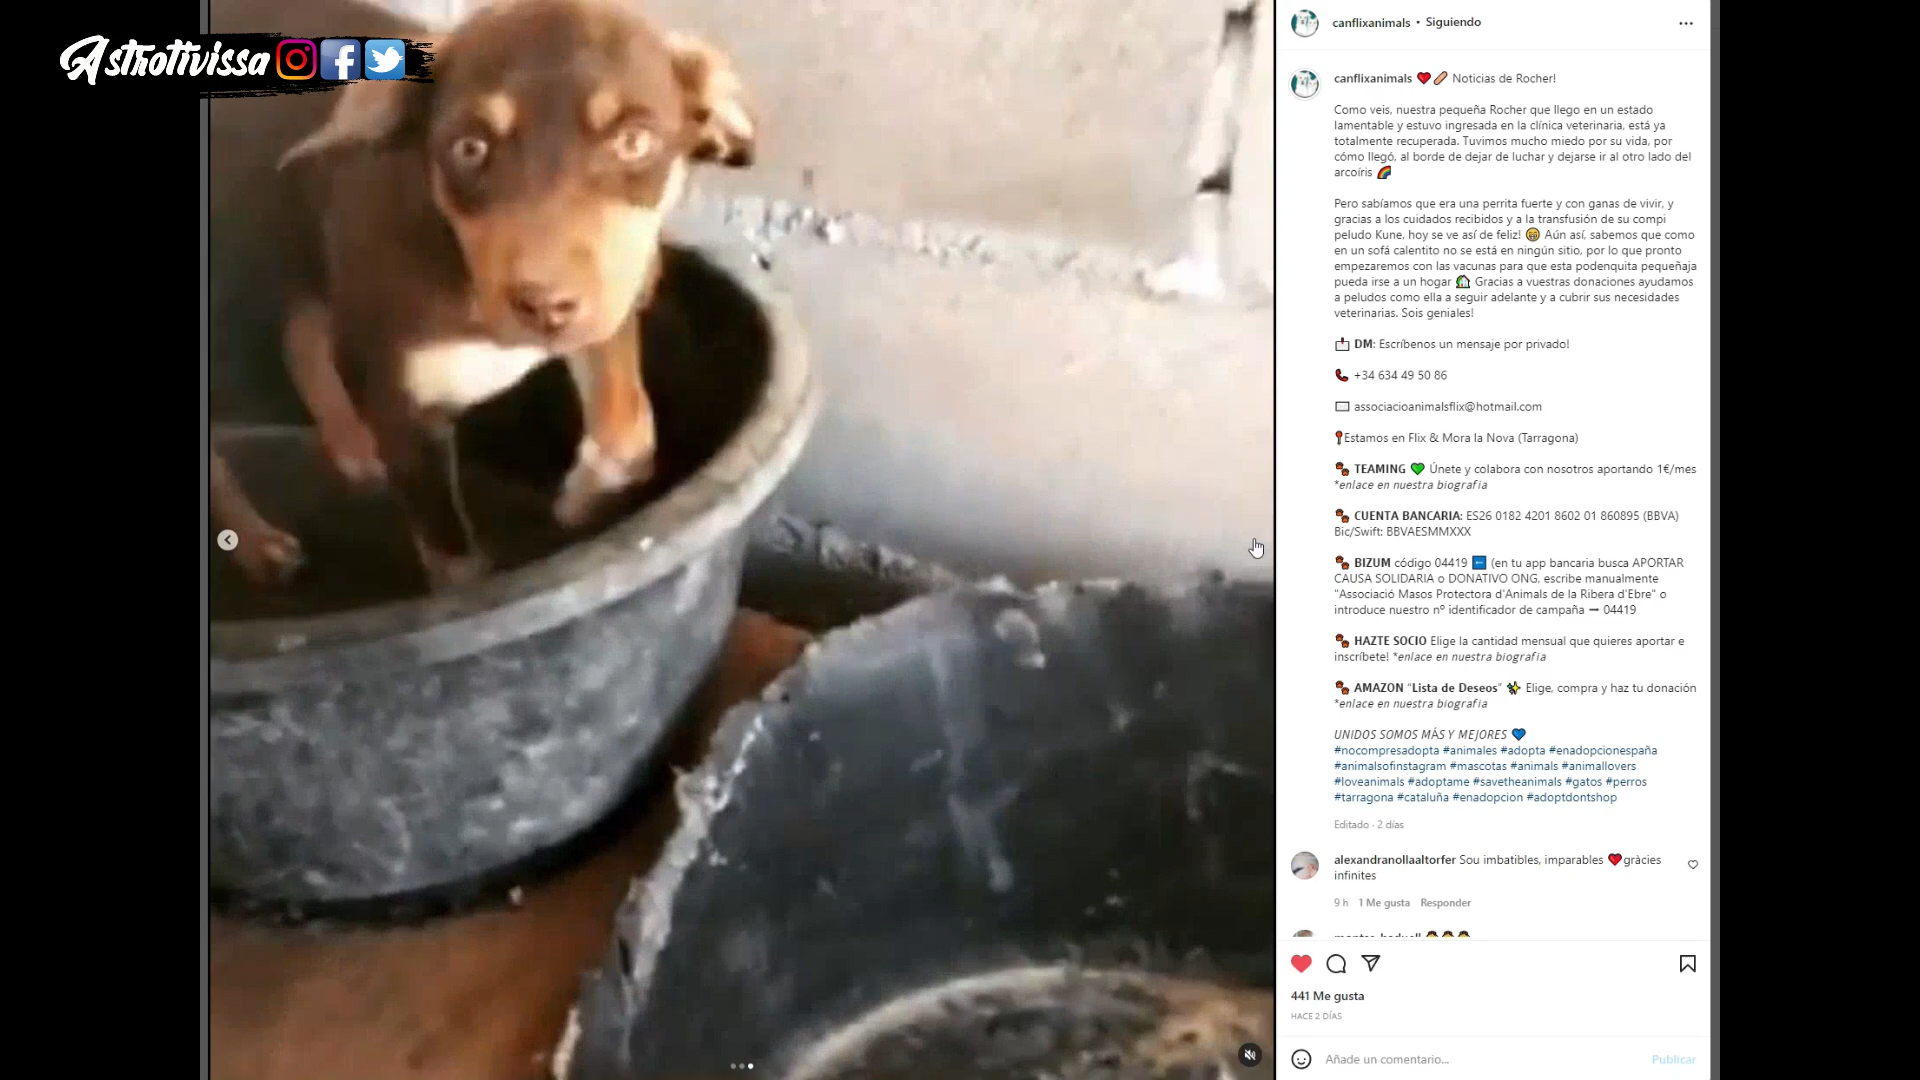 Astrotivissa
canflixanimals • Siguiendo
canflixanimals ❤️🩹 Noticias de Rocher!
Como veis, nuestra pequeña Rocher que llego en un estado
lamentable y estuvo ingresada en la clínica veterinaria, está ya
totalmente recuperada. Tuvimos mucho miedo por su vida, por
cómo llegó, al borde de dejar de luchar y dejarse ir al otro lado del
arcoíris 🌈
Pero sabíamos que era una perrita fuerte y con ganas de vivir, y
gracias a los cuidados recibidos y a la transfusión de su compi
peludo Kune, hoy se ve así de feliz! 😁 Aún así, sabemos que como
en un sofá calentito no se está en ningún sitio, por lo que pronto
empezaremos con las vacunas para que esta podenquita pequeñaja
pueda irse a un hogar 🏡 Gracias a vuestras donaciones ayudamos
a peludos como ella a seguir adelante y a cubrir sus necesidades
veterinarias. Sois geniales!
📩 DM: Escríbenos un mensaje por privado!
📞 +34 634 49 50 86
associacioanimalsflix@hotmail.com
📍Estamos en Flix & Mora la Nova (Tarragona)
🐾 TEAMING 💚 Únete y colabora con nosotros aportando 1€/mes
*enlace en nuestra biografia
🐾 CUENTA BANCARIA: ES26 0182 4201 8602 01 860895 (BBVA)
Bic/Swift: BBVAESMMXXX
🐾 BIZUM código 04419 ⬅️ (en tu app bancaria busca APORTAR
CAUSA SOLIDARIA o DONATIVO ONG, escribe manualmente
"Associació Masos Protectora d'Animals de la Ribera d'Ebre" o
introduce nuestro nº identificador de campaña ➖ 04419
🐾 HAZTE SOCIO Elige la cantidad mensual que quieres aportar e
inscríbete! *enlace en nuestra biografia
🐾 AMAZON “Lista de Deseos” ✨ Elige, compra y haz tu donación
*enlace en nuestra biografia
UNIDOS SOMOS MÁS Y MEJORES 💙
#nocompresadopta #animales #adopta #enadopcionespaña
#animalsofinstagram #mascotas #animals #animallovers
#loveanimals #adoptame #savetheanimals #gatos #perros
#tarragona #cataluña #enadopcion #adoptdontshop
Editado · 2 días
alexandranollaaltorfer Sou imbatibles, imparables ❤️gràcies
infinites
9 h 1 Me gusta Responder
441 Me gusta
HACE 2 DÍAS
Añade un comentario...
Publicar